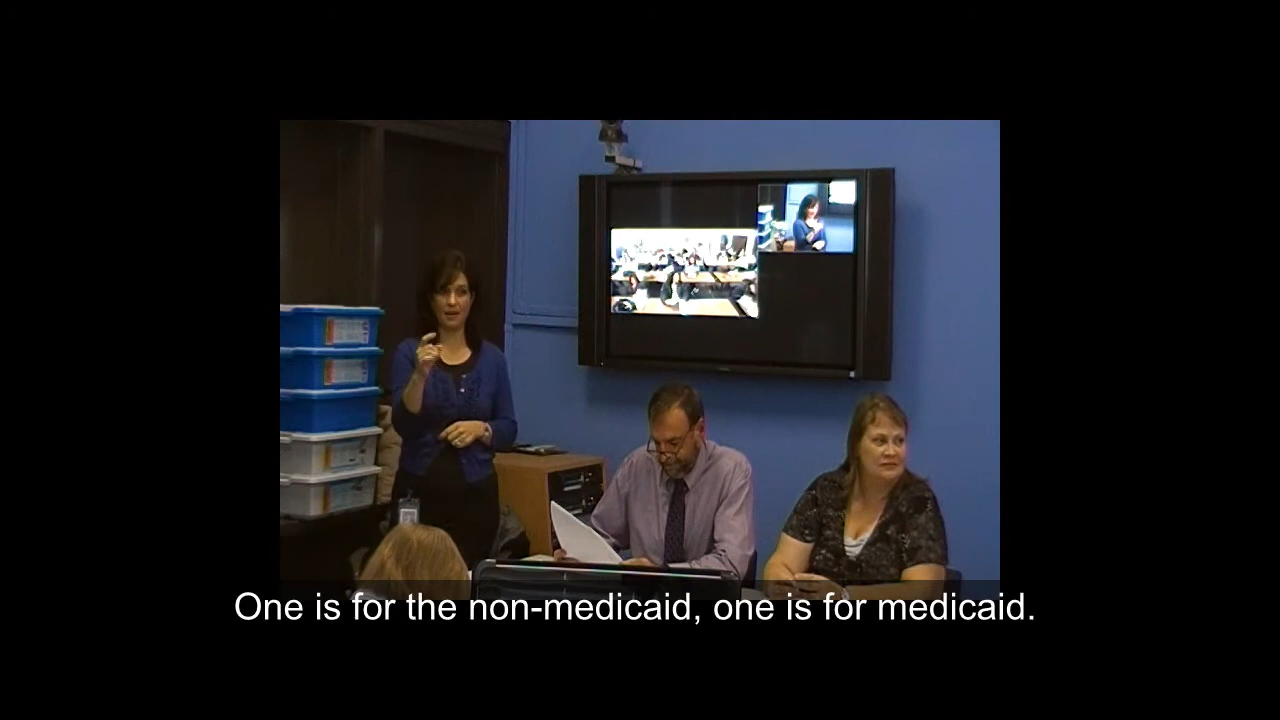 One is for the non-medicaid, one is for medicaid.